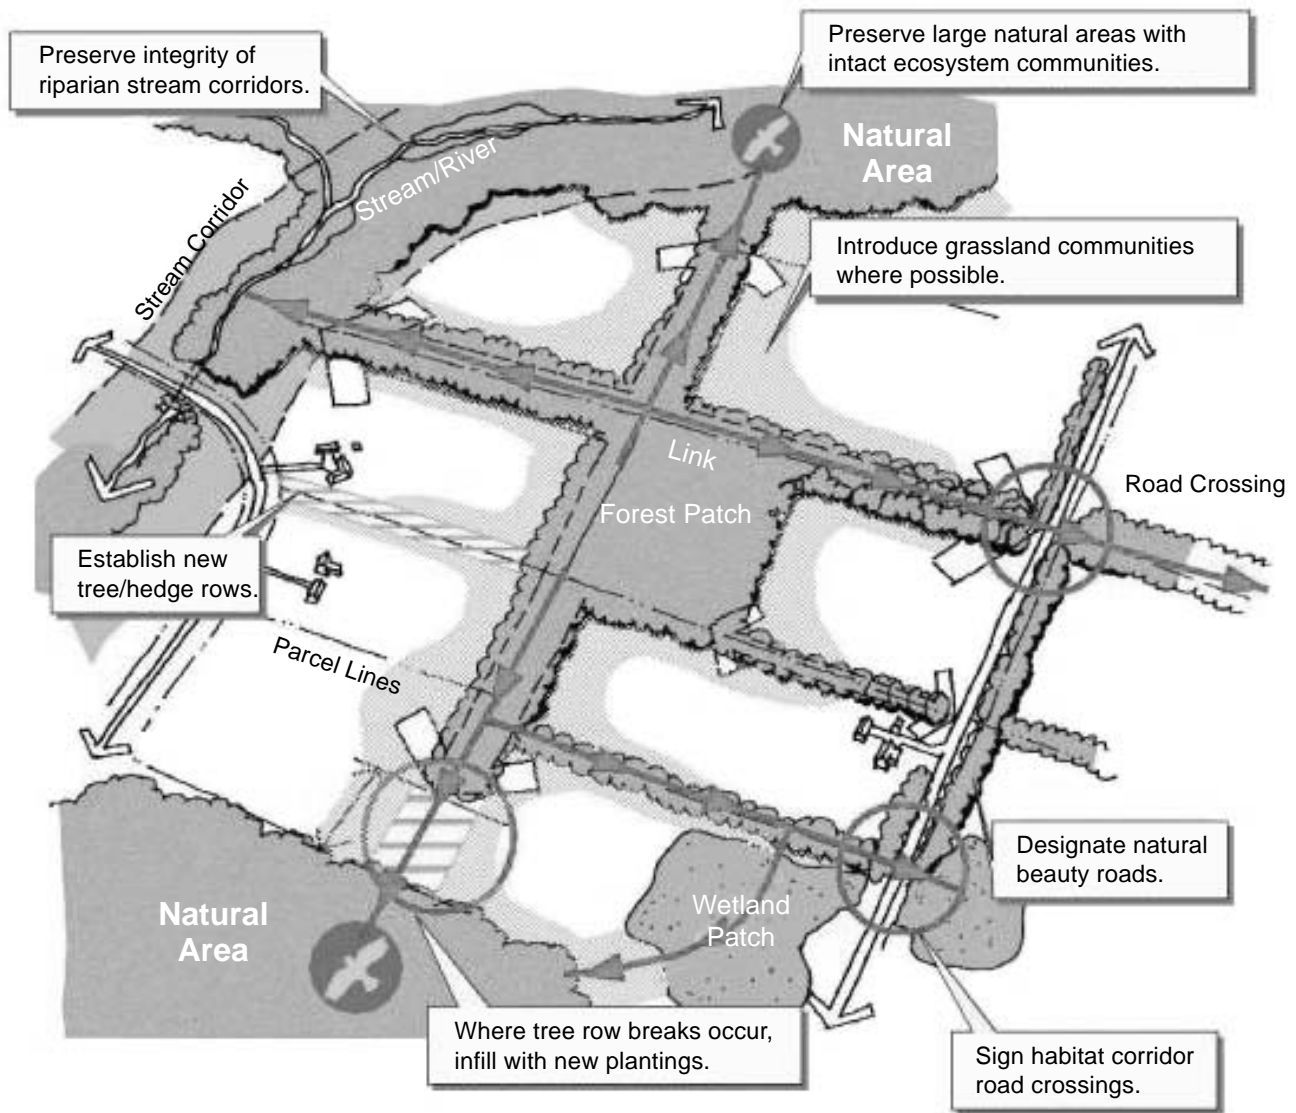 Preserve integrity of
riparian stream corridors.
Preserve large natural areas with
intact ecosystem communities.
Natural
Area
Stream/River
Stream Corridor
Introduce grassland communities
where possible.
Link
Road Crossing
Forest Patch
Establish new
tree/hedge rows.
Parcel Lines
Designate natural
beauty roads.
Wetland
Patch
Natural
Area
Where tree row breaks occur,
infill with new plantings.
Sign habitat corridor
road crossings.